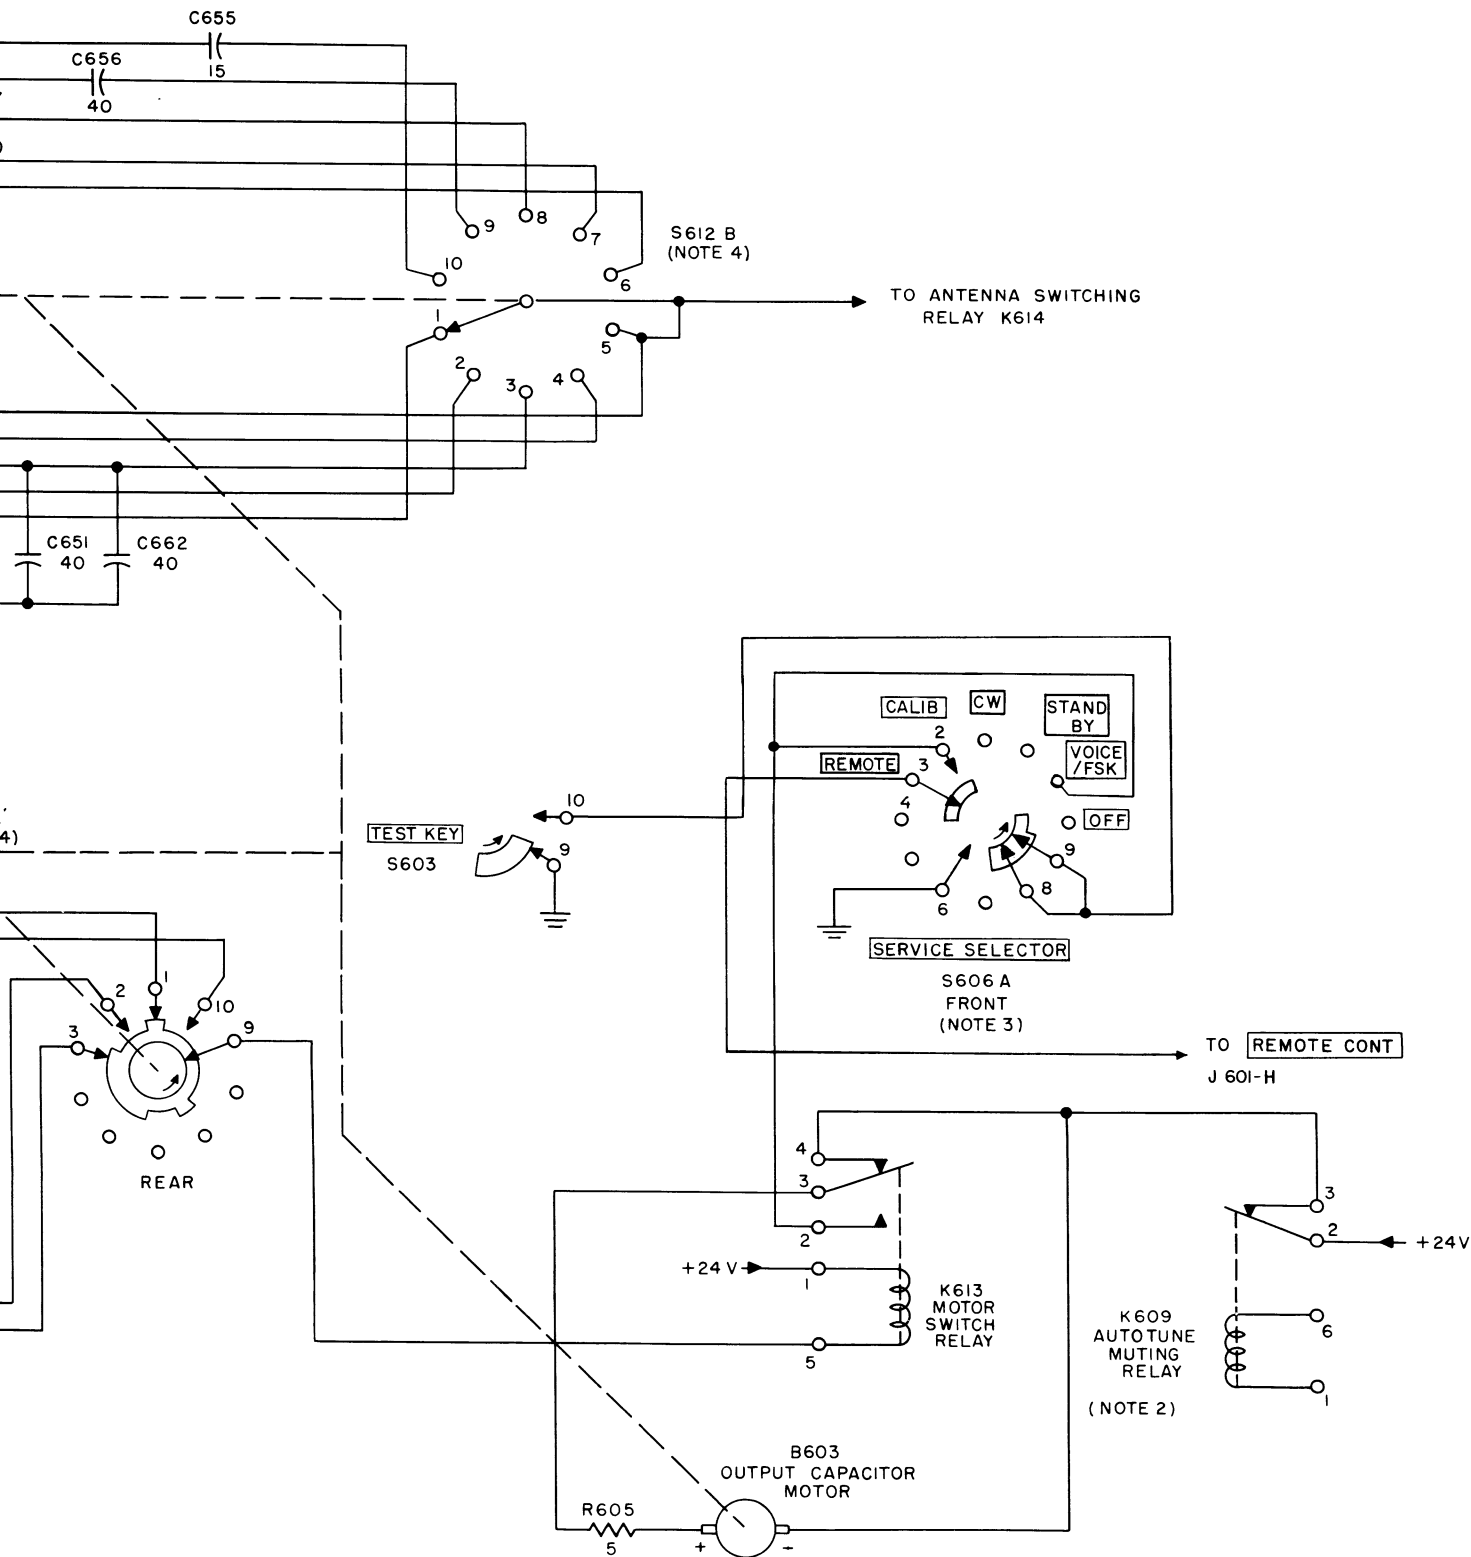 C655
15
C656
40
10
9
8
7
6
S612 B
(NOTE 4)
1
2
3
4
5
TO ANTENNA SWITCHING
RELAY K614
C651
40
C662
40
4)
TEST KEY
S603
10
9
CALIB
CW
STAND
BY
VOICE
/FSK
OFF
REMOTE
2
3
4
6
8
9
SERVICE SELECTOR
S606 A
FRONT
(NOTE 3)
TO REMOTE CONT
J 601-H
3
2
1
10
9
REAR
4
3
2
+24V
1
5
K613
MOTOR
SWITCH
RELAY
3
2
+24V
6
1
K609
AUTOTUNE
MUTING
RELAY
(NOTE 2)
B603
OUTPUT CAPACITOR
MOTOR
R605
5
+
-